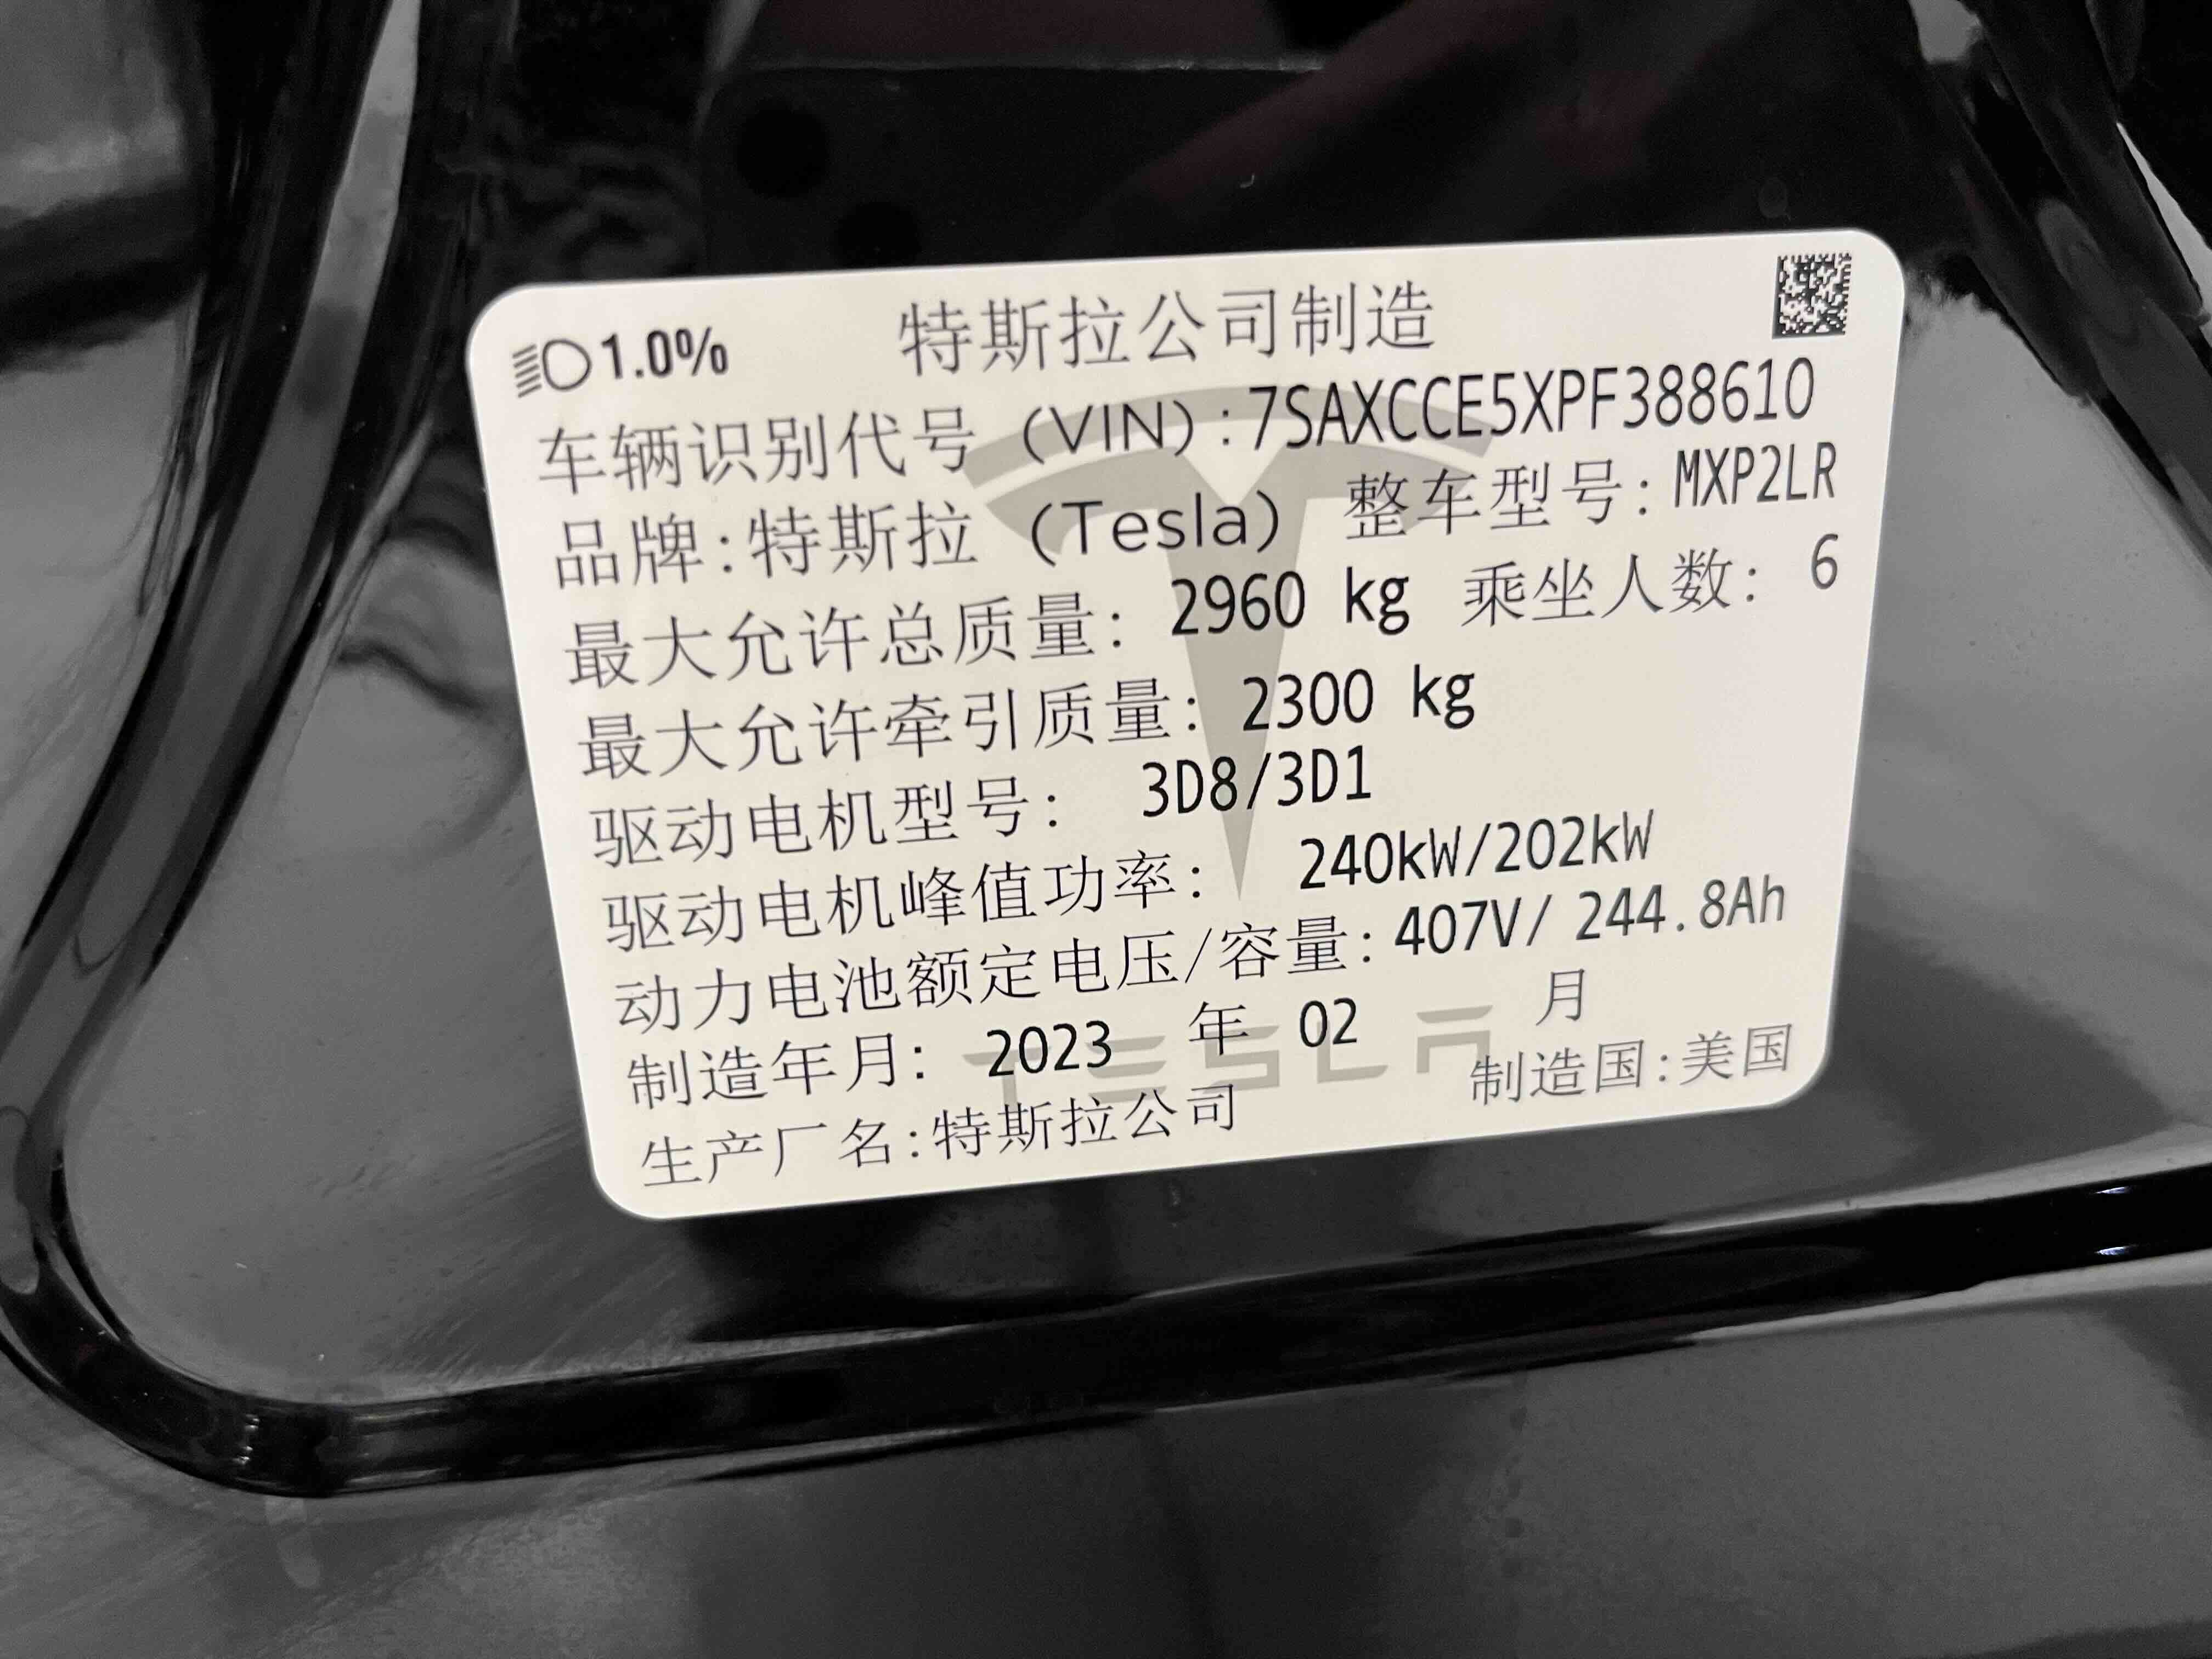 1.0% 特斯拉公司制造
车辆识别代号 (VIN):7SAXCCE5XPF388610
品牌:特斯拉 (Tesla) 整车型号:MXP2LR
最大允许总质量: 2960 kg 乘坐人数: 6
最大允许牵引质量: 2300 kg
驱动电机型号: 3D8/3D1
驱动电机峰值功率: 240kW/202kW
动力电池额定电压/容量:407V/ 244.8Ah
制造年月: 2023 年 02 月
TESLA
生产厂名:特斯拉公司 制造国:美国